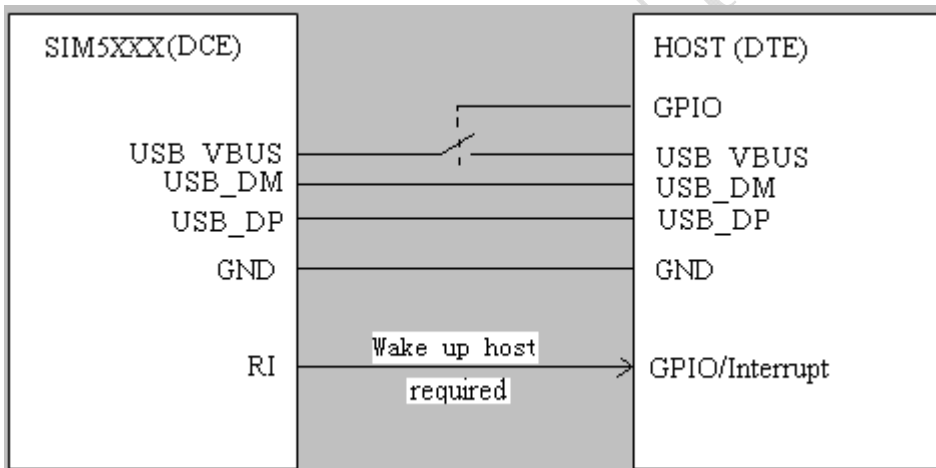 SIM5XXX(DCE)
HOST (DTE)
GPIO
USB_VBUS
USB_VBUS
USB_DM
USB_DM
USB_DP
USB_DP
GND
GND
Wake up host
RI
GPIO/Interrupt
required